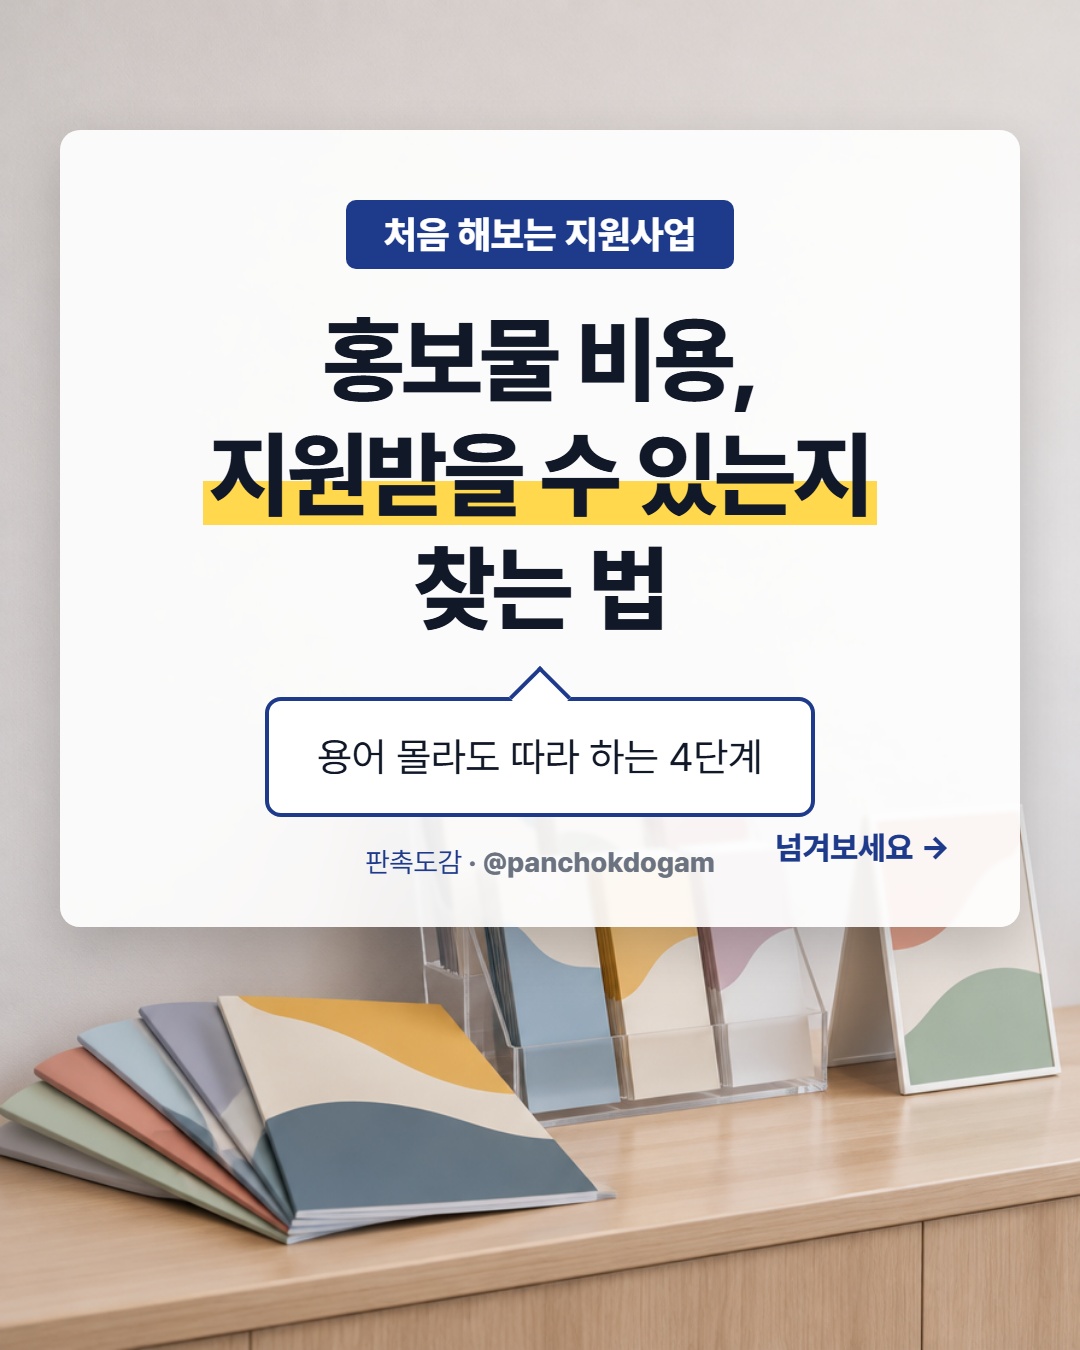 처음 해보는 지원사업
홍보물 비용,
지원받을 수 있는지
찾는 법
용어 몰라도 따라 하는 4단계
넘겨보세요 →
판촉도감 · @panchokdogam